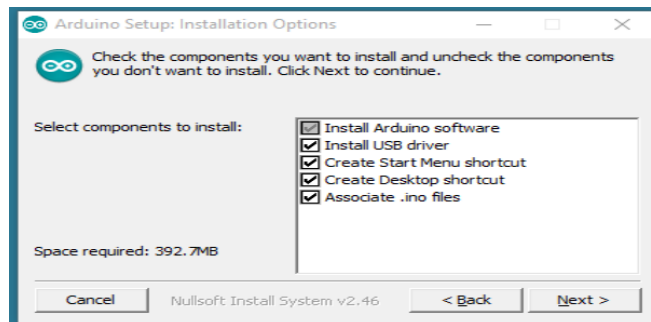 Arduino Setup: Installation Options
Check the components you want to install and uncheck the components
you don't want to install. Click Next to continue.
Select components to install:
Install Arduino software
Install USB driver
Create Start Menu shortcut
Create Desktop shortcut
Associate .ino files
Space required: 392.7MB
Cancel
Nullsoft Install System v2.46
< Back
Next >